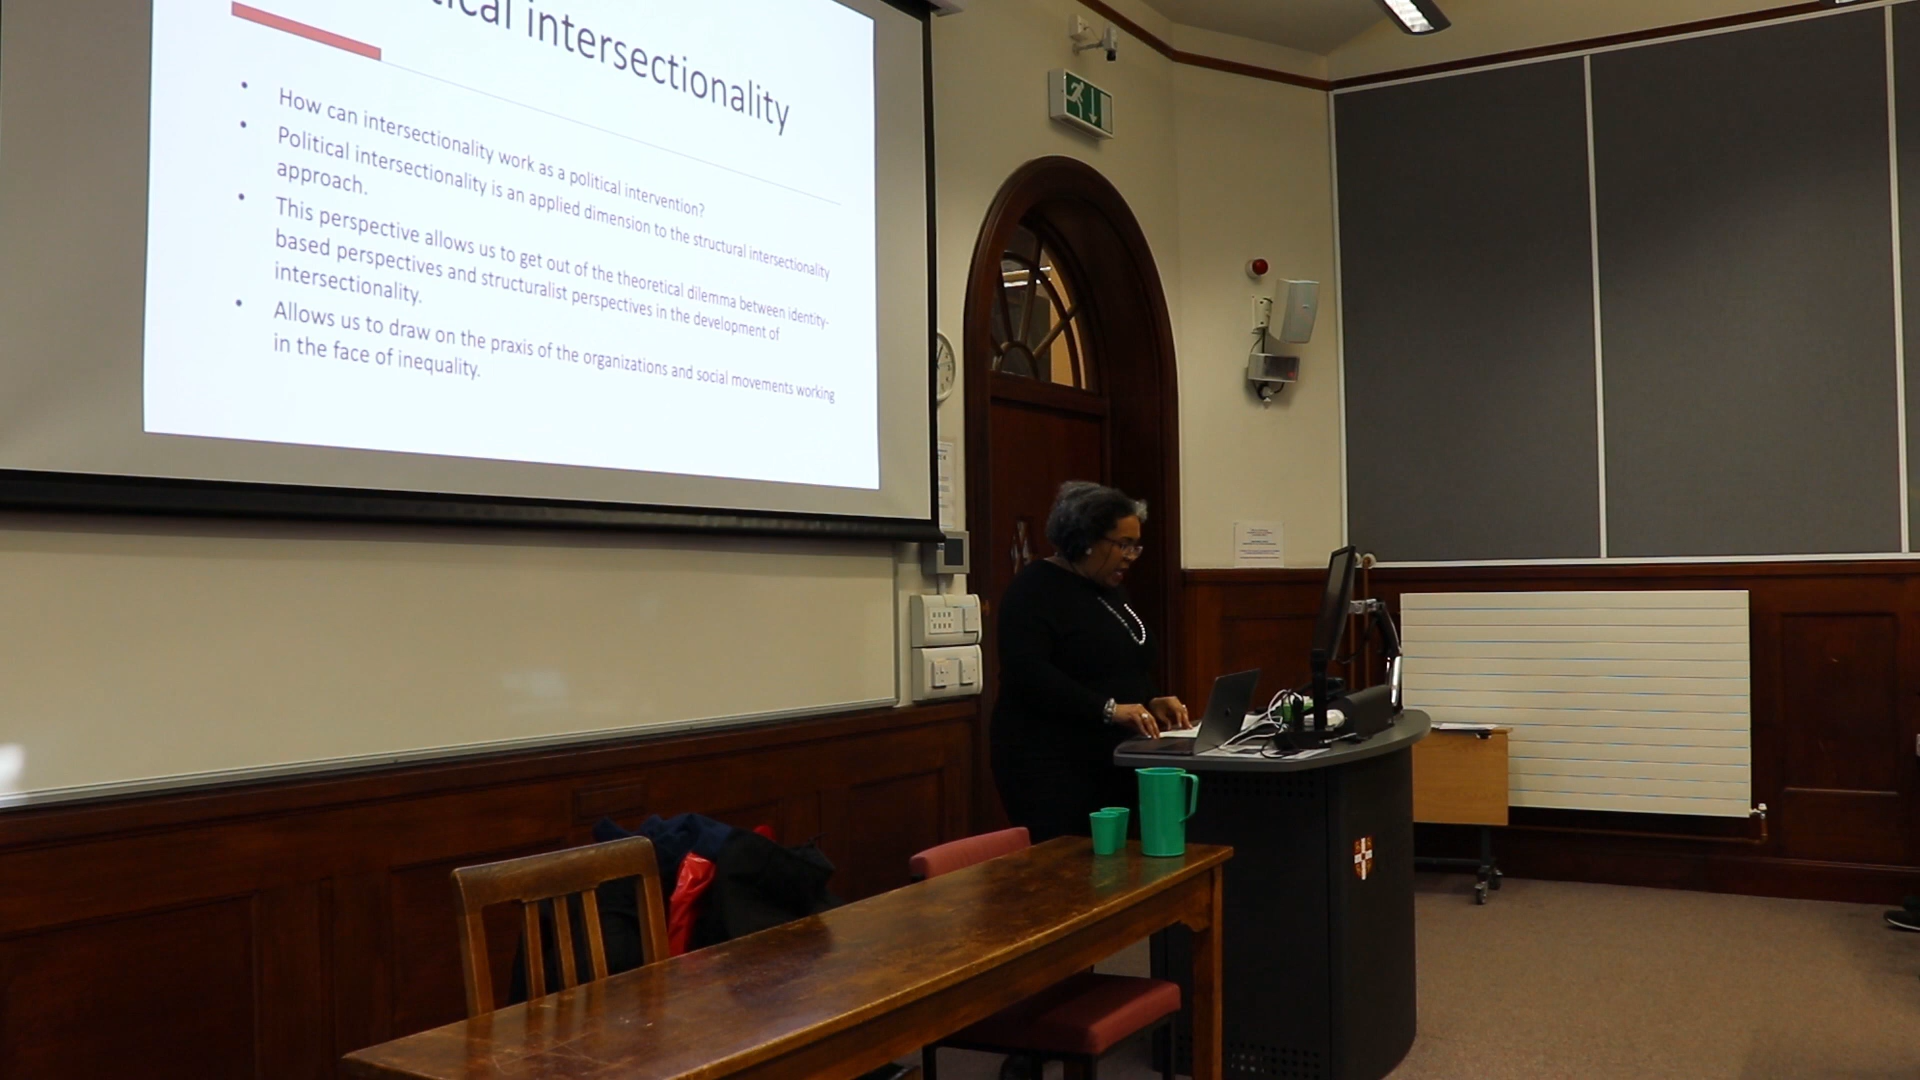 intersectionality
• How can intersectionality work as a political intervention?
• Political intersectionality is an applied dimension to the structural intersectionality
approach.
• This perspective allows us to get out of the theoretical dilemma between identity-
based perspectives and structuralist perspectives in the development of
intersectionality.
• Allows us to draw on the praxis of the organizations and social movements working
in the face of inequality.